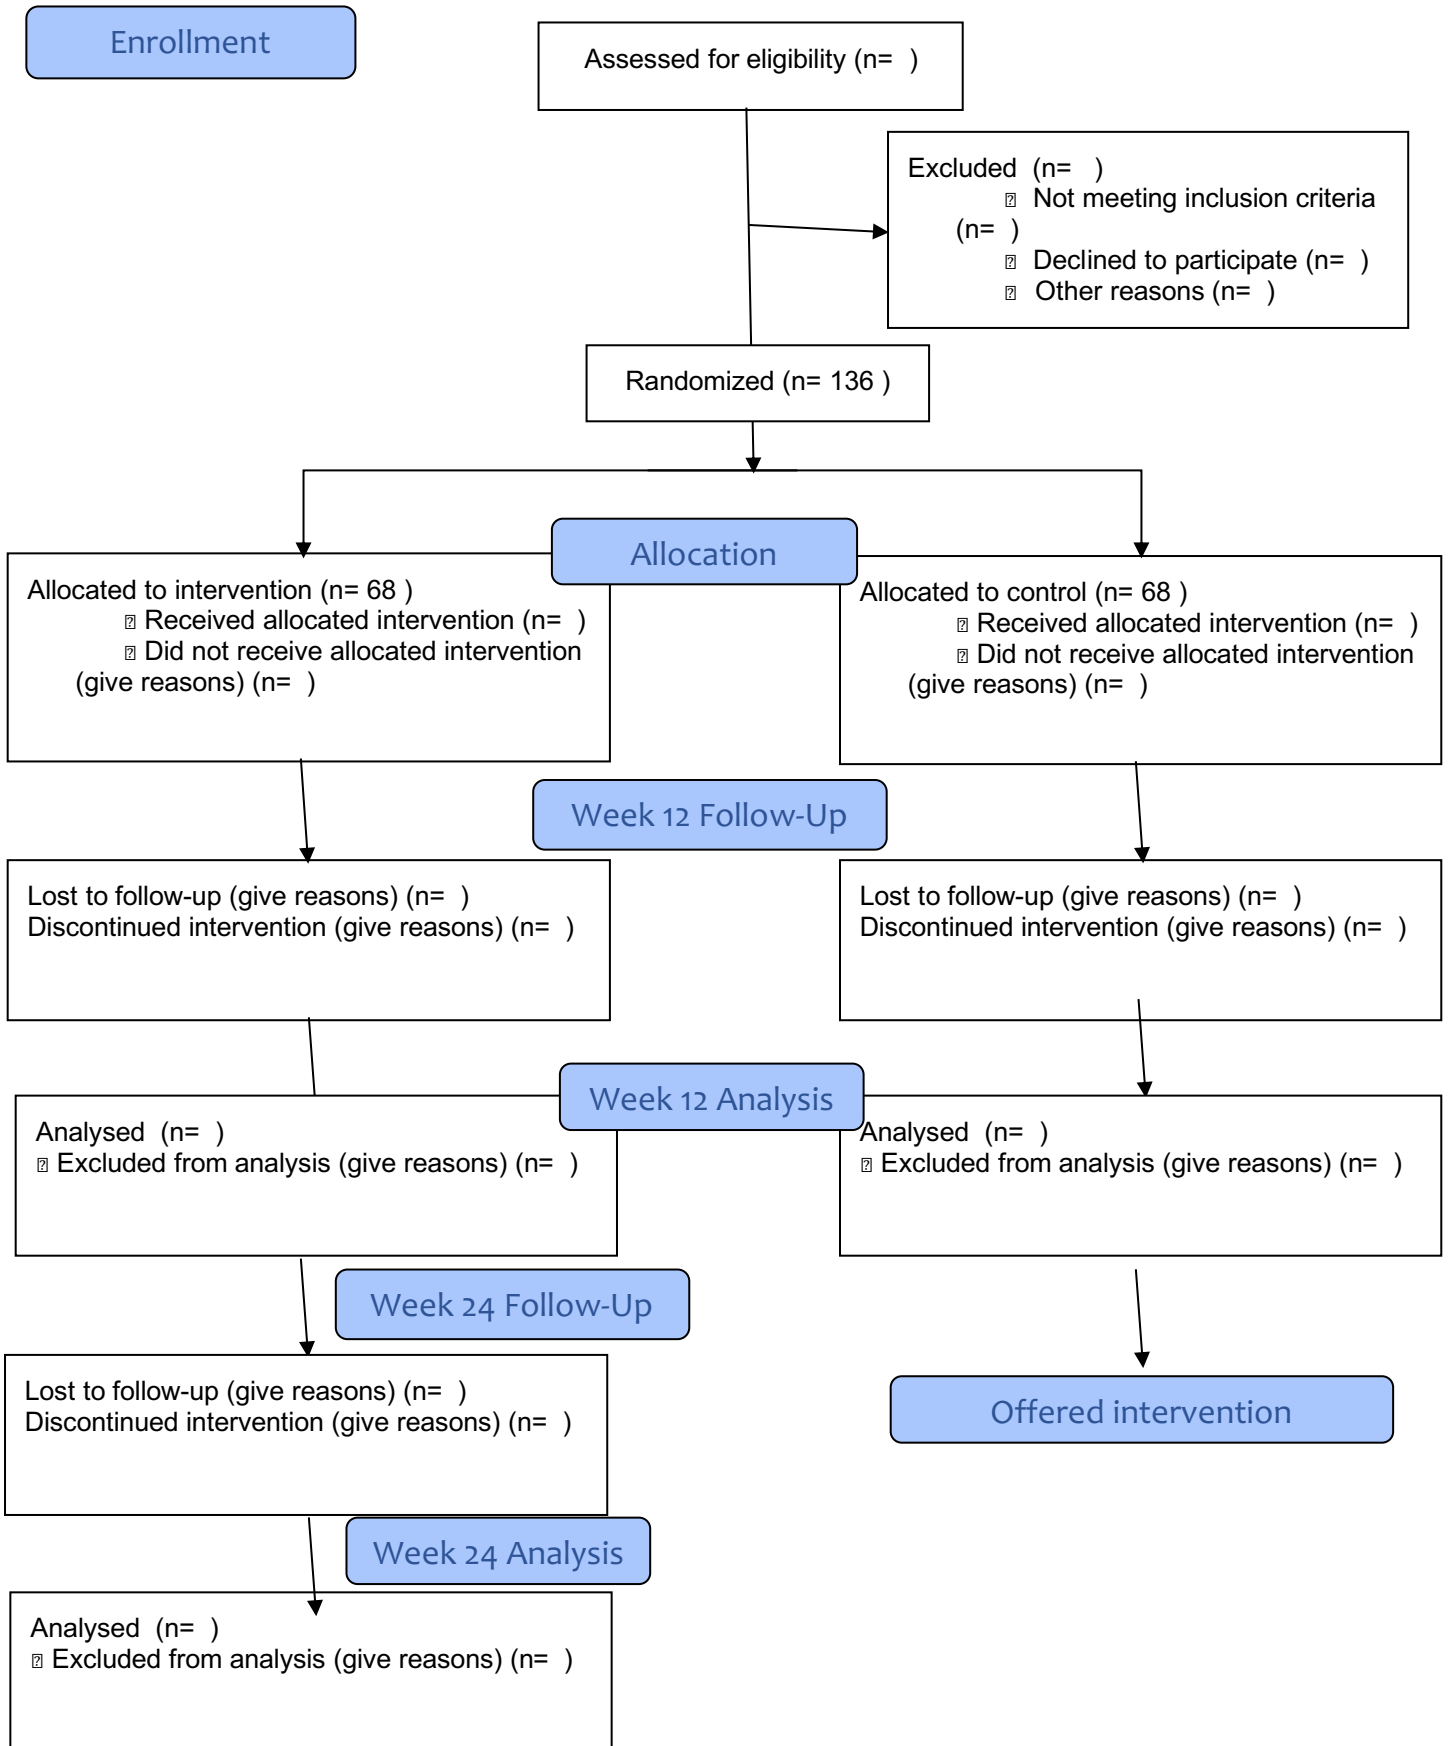 Enrollment
Assessed for eligibility (n=  )
Excluded  (n=   )
⍰ Not meeting inclusion criteria
(n=  )
⍰ Declined to participate (n=  )
⍰ Other reasons (n=  )
Randomized (n= 136 )
Allocation
Allocated to intervention (n= 68 )
⍰ Received allocated intervention (n=  )
⍰ Did not receive allocated intervention
(give reasons) (n=  )
Allocated to control (n= 68 )
⍰ Received allocated intervention (n=  )
⍰ Did not receive allocated intervention
(give reasons) (n=  )
Week 12 Follow-Up
Lost to follow-up (give reasons) (n=  )
Discontinued intervention (give reasons) (n=  )
Lost to follow-up (give reasons) (n=  )
Discontinued intervention (give reasons) (n=  )
Week 12 Analysis
Analysed  (n=  )
⍰ Excluded from analysis (give reasons) (n=  )
Analysed  (n=  )
⍰ Excluded from analysis (give reasons) (n=  )
Week 24 Follow-Up
Lost to follow-up (give reasons) (n=  )
Discontinued intervention (give reasons) (n=  )
Offered intervention
Week 24 Analysis
Analysed  (n=  )
⍰ Excluded from analysis (give reasons) (n=  )